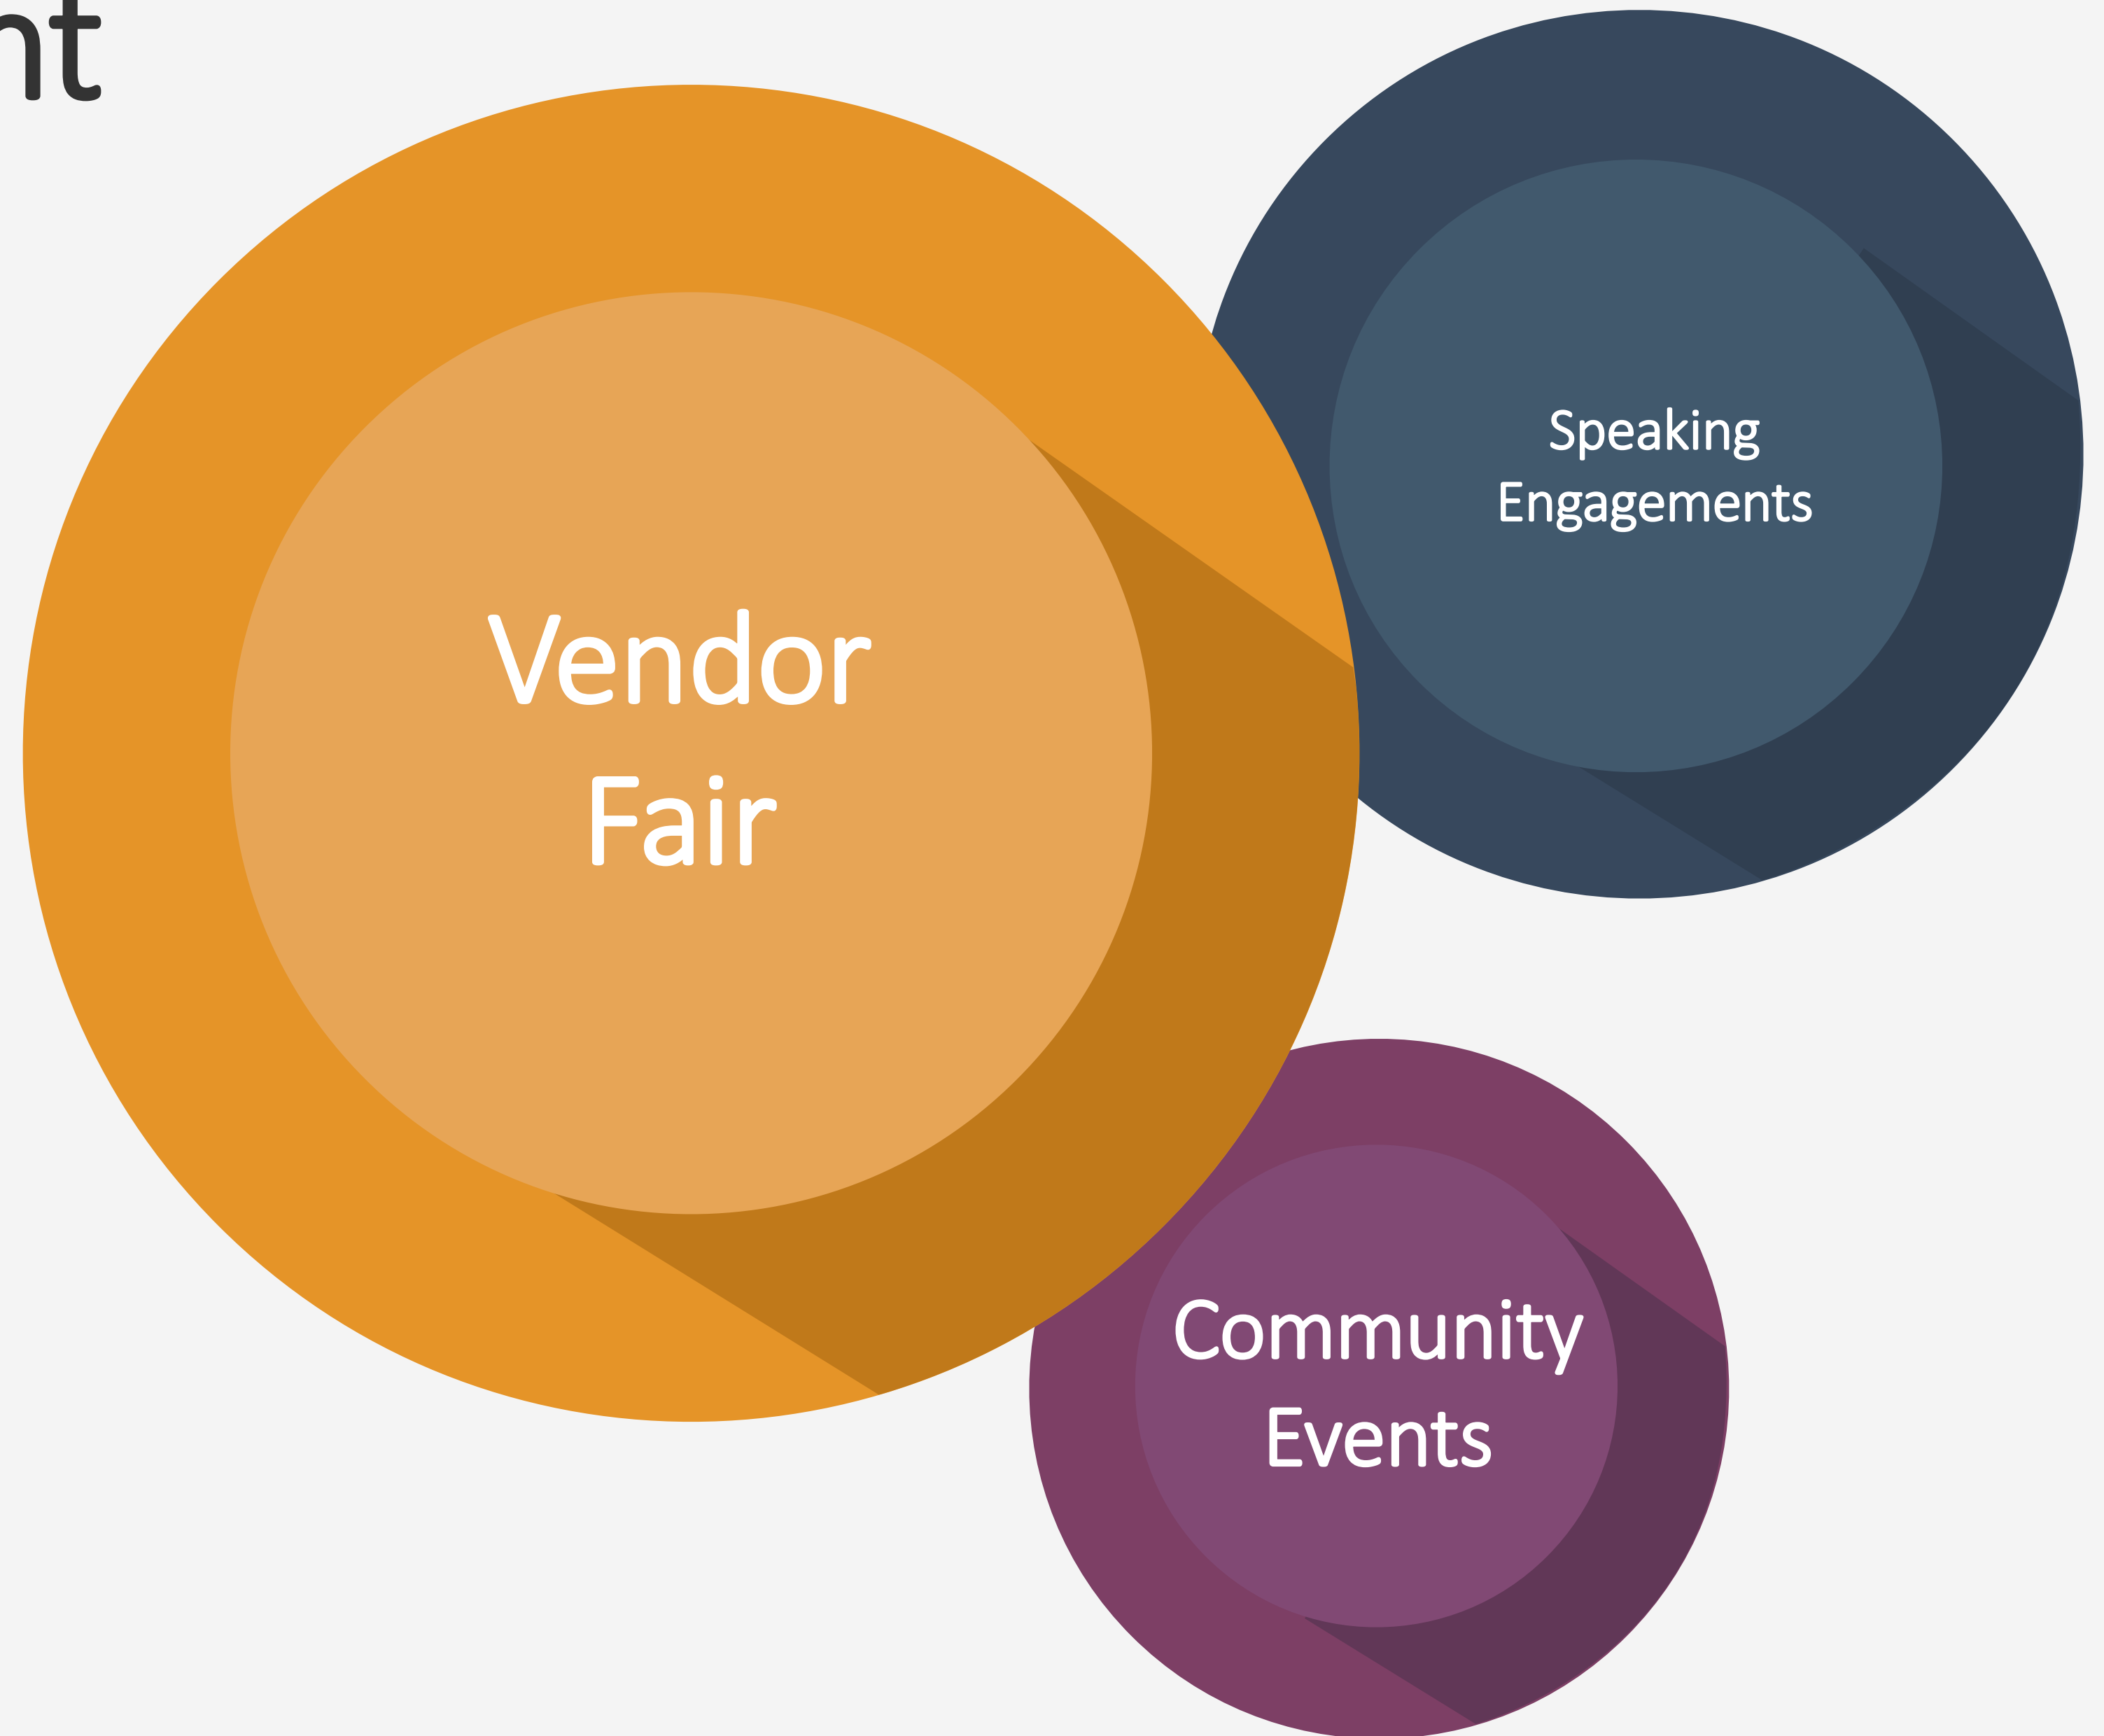 nt
Speaking
Engagements
Vendor
Fair
Community
Events